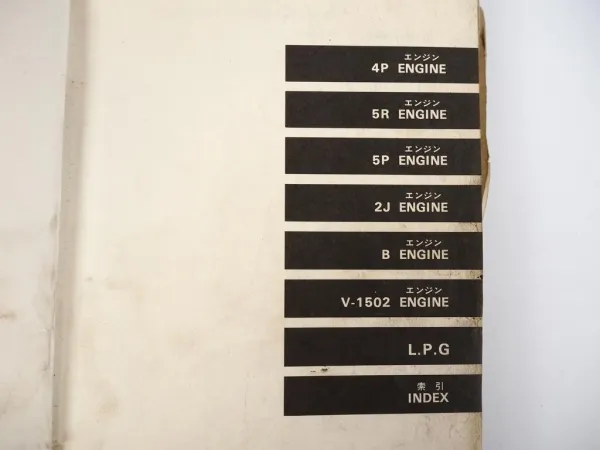 エンジン
4P ENGINE
エンジン
5R ENGINE
エンジン
5P ENGINE
エンジン
2J ENGINE
エンジン
B ENGINE
エンジン
V-1502 ENGINE
L.P.G
索引
INDEX